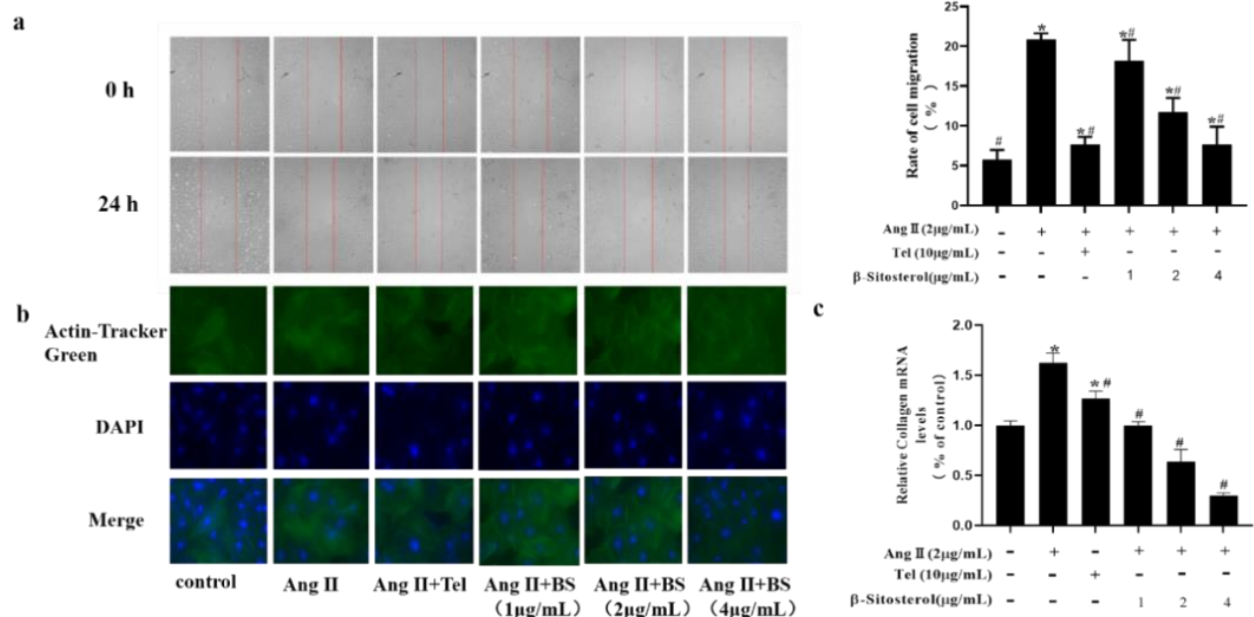 a
0 h
24 h
25
20
15
10
5
0
Rate of cell migration
( % )
#
*
*#
*#
*#
*#
Ang Ⅱ (2μg/mL) - + + + + +
Tel (10μg/mL) - - + - - -
β-Sitosterol(μg/mL) - - - 1 2 4
b
Actin-Tracker
Green
DAPI
Merge
control Ang II Ang II+Tel Ang II+BS Ang II+BS Ang II+BS
(1μg/mL) (2μg/mL) (4μg/mL)
c
2.0
1.5
1.0
0.5
0.0
Relative Collagen mRNA
levels
( % of control)
*
*#
#
#
#
Ang Ⅱ (2μg/mL) - + - + + +
Tel (10μg/mL) - - + - - -
β-Sitosterol(μg/mL) - - - 1 2 4